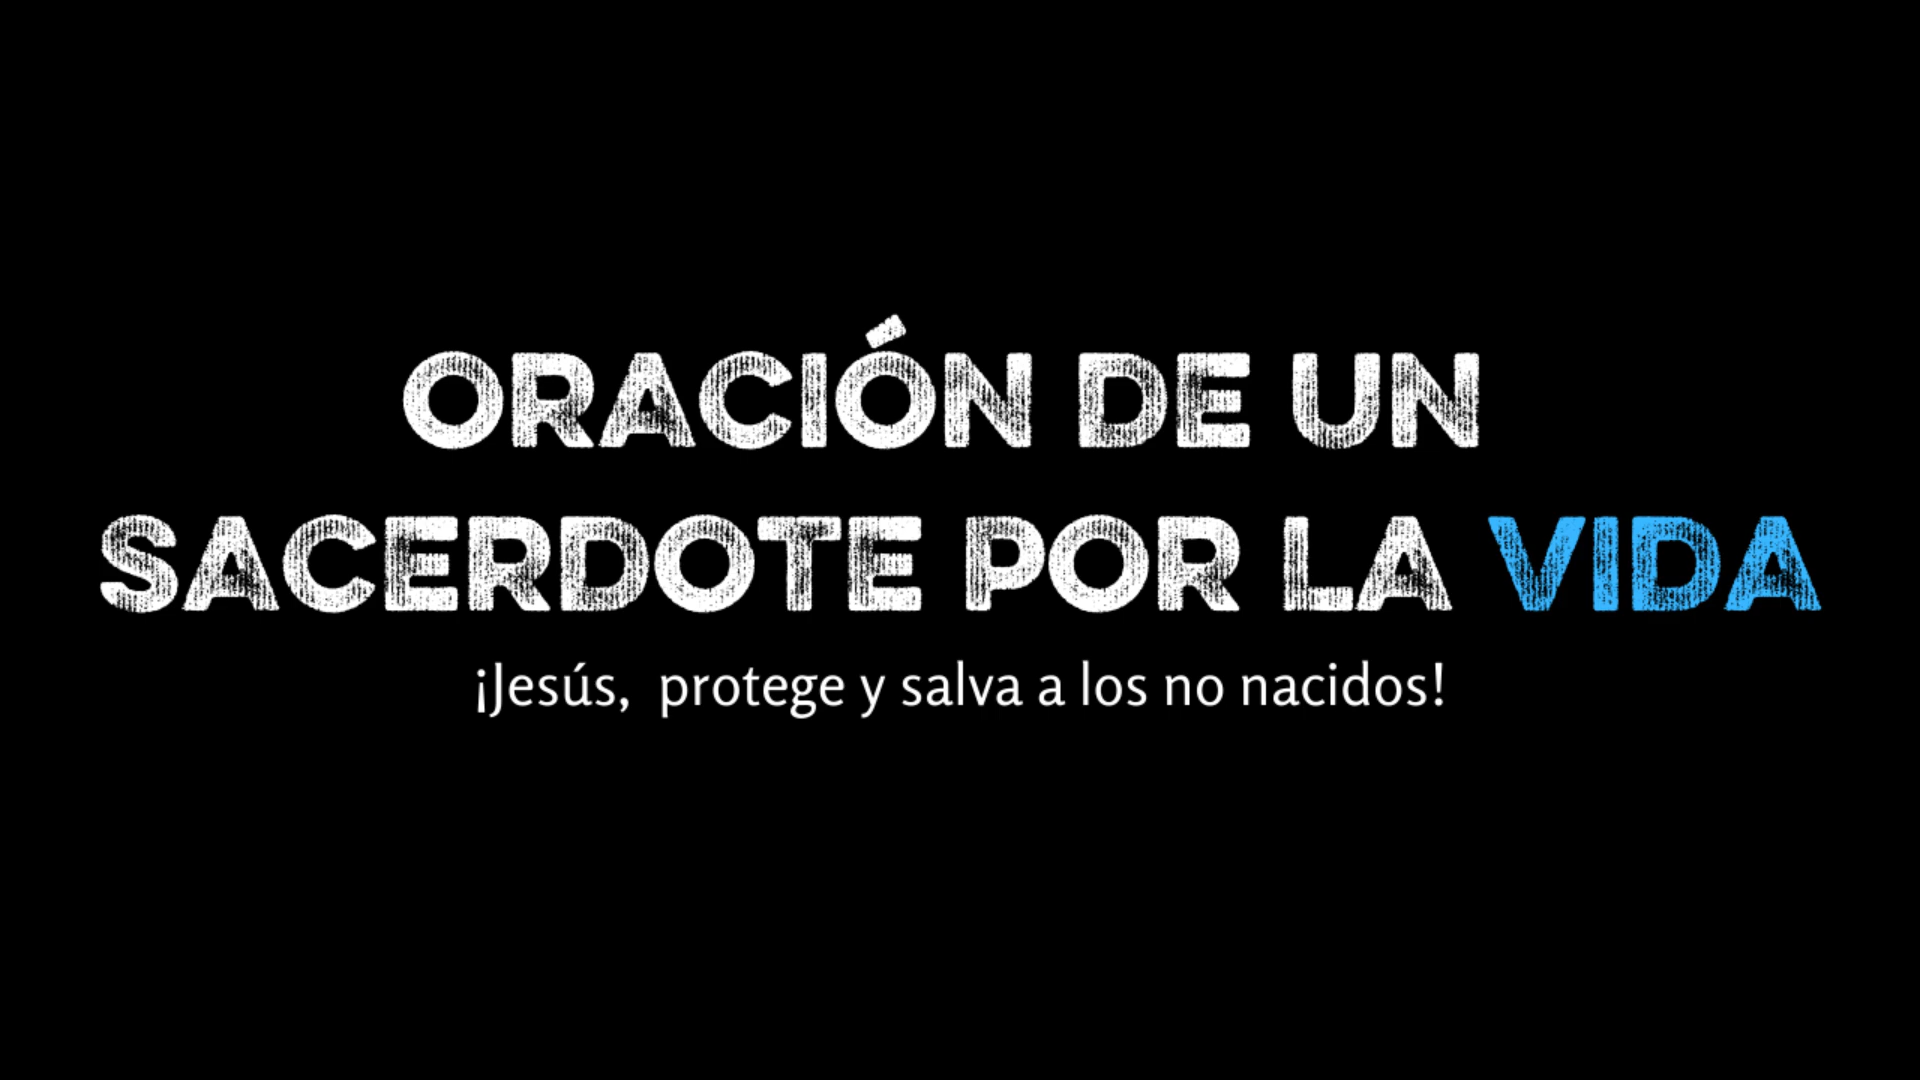 ORACIÓN DE UN
SACERDOTE POR LA VIDA
¡Jesús, protege y salva a los no nacidos!